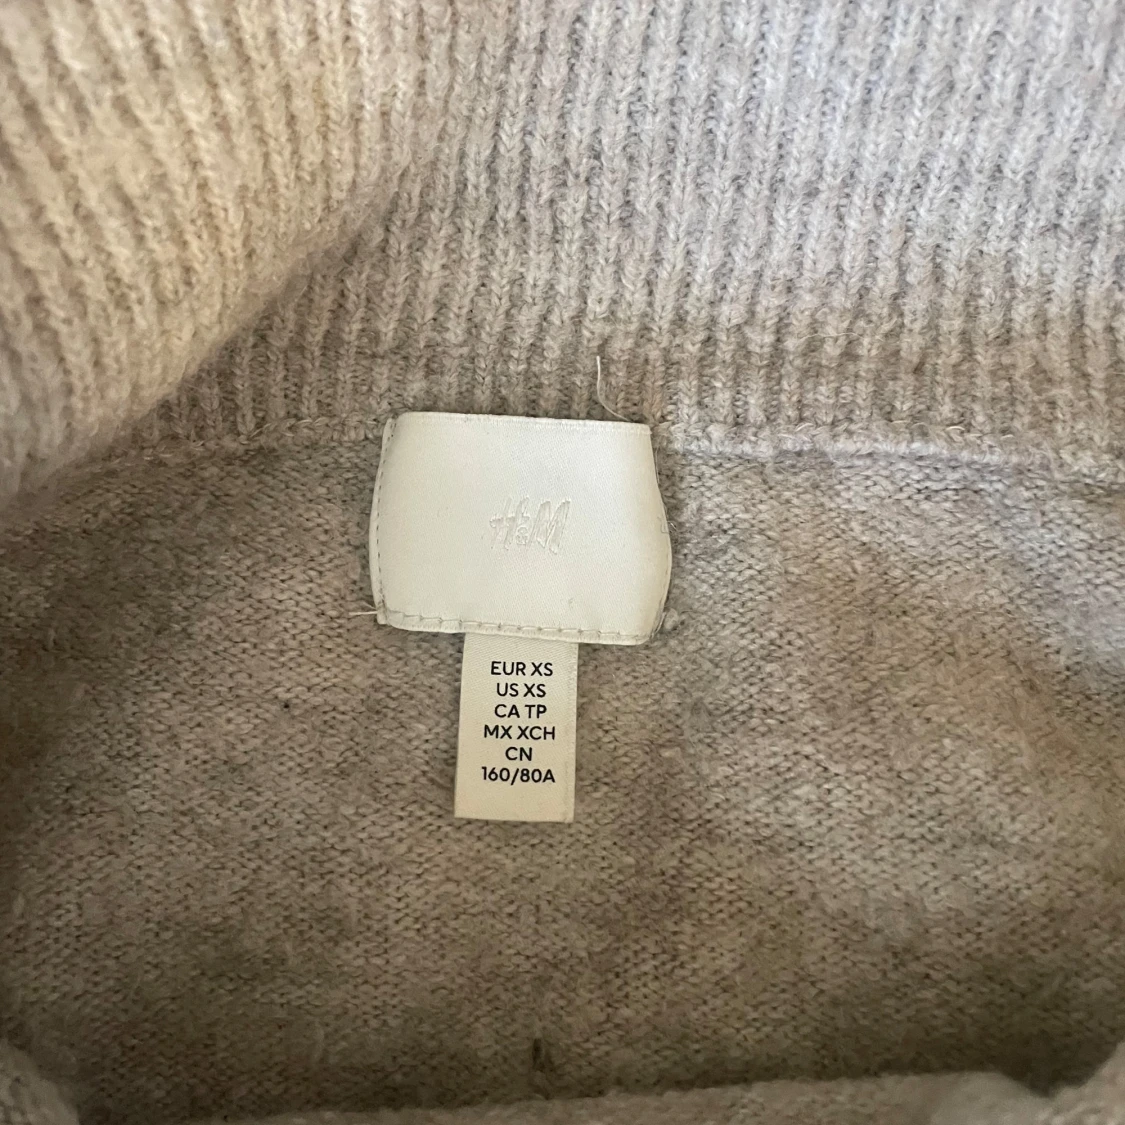 H&M
EUR XS
US XS
CA TP
MX XCH
CN
160/80A